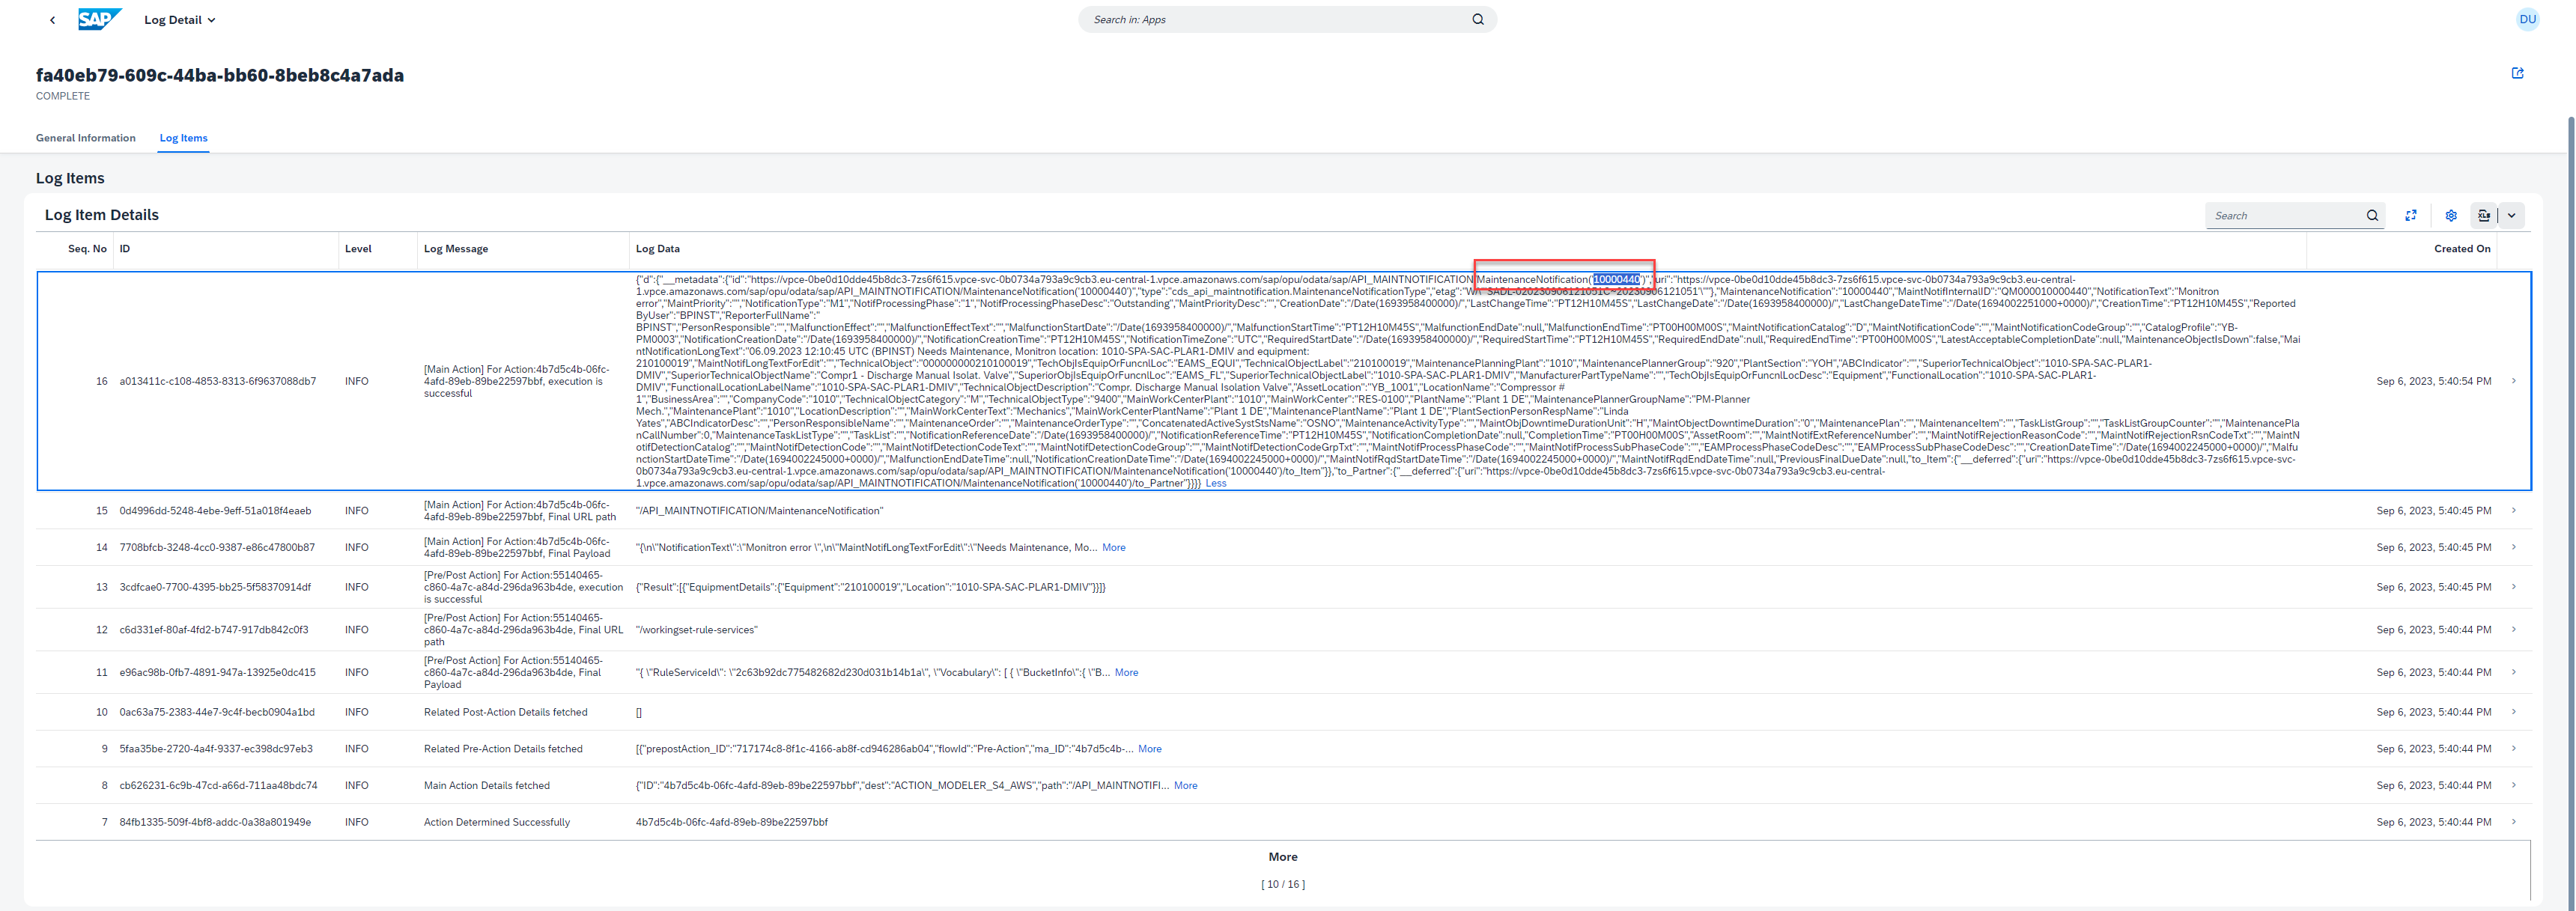 SAP Log Detail
Search in: Apps
DU
fa40eb79-609c-44ba-bb60-8beb8c4a7ada
COMPLETE
General Information Log Items
Log Items
Log Item Details
Search
Seq. No ID Level Log Message Log Data Created On
16 a013411c-c108-4853-8313-6f9637088db7 INFO
[Main Action] For Action:4b7d5c4b-06fc-
4afd-89eb-89be22597bbf, execution is
successful
{"d":{"__metadata":{"id":"https://vpce-0be0d10dde45b8dc3-7zs6f615.vpce-svc-0b0734a793a9c9cb3.eu-central-1.vpce.amazonaws.com/sap/opu/odata/sap/API_MAINTNOTIFICATION/MaintenanceNotification('10000440')","uri":"https://vpce-0be0d10dde45b8dc3-7zs6f615.vpce-svc-0b0734a793a9c9cb3.eu-central-
1.vpce.amazonaws.com/sap/opu/odata/sap/API_MAINTNOTIFICATION/MaintenanceNotification('10000440')","type":"cds_api_maintnotification.MaintenanceNotificationType","etag":"W/\"SADL-020230906121051C~20230906121051'\""},"MaintenanceNotification":"10000440","MaintNotifInternalID":"QM000010000440","NotificationText":"Monitron
error","MaintPriority":"","NotificationType":"M1","NotifProcessingPhase":"1","NotifProcessingPhaseDesc":"Outstanding","MaintPriorityDesc":"","CreationDate":"/Date(1693958400000)/","LastChangeTime":"PT12H10M45S","LastChangeDate":"/Date(1693958400000)/","LastChangeDateTime":"/Date(1694002251000+0000)/","CreationTime":"PT12H10M45S","Reported
ByUser":"BPINST","ReporterFullName":"
BPINST","PersonResponsible":"","MalfunctionEffect":"","MalfunctionEffectText":"","MalfunctionStartDate":"/Date(1693958400000)/","MalfunctionStartTime":"PT12H10M45S","MalfunctionEndDate":null,"MalfunctionEndTime":"PT00H00M00S","MaintNotificationCatalog":"D","MaintNotificationCode":"","MaintNotificationCodeGroup":"","CatalogProfile":"YB-
PM0003","NotificationCreationDate":"/Date(1693958400000)/","NotificationCreationTime":"PT12H10M45S","NotificationTimeZone":"UTC","RequiredStartDate":"/Date(1693958400000)/","RequiredStartTime":"PT12H10M45S","RequiredEndDate":null,"RequiredEndTime":"PT00H00M00S","LatestAcceptableCompletionDate":null,"MaintenanceObjectIsDown":false,"Mai
ntNotificationLongText":"06.09.2023 12:10:45 UTC (BPINST) Needs Maintenance, Monitron location: 1010-SPA-SAC-PLAR1-DMIV and equipment:
210100019","MaintNotifLongTextForEdit":"","TechnicalObject":"000000000210100019","TechObjIsEquipOrFuncnlLoc":"EAMS_EQUI","TechnicalObjectLabel":"210100019","MaintenancePlanningPlant":"1010","MaintenancePlannerGroup":"920","PlantSection":"YOH","ABCIndicator":"","SuperiorTechnicalObject":"1010-SPA-SAC-PLAR1-
DMIV","SuperiorTechnicalObjectName":"Compr1 - Discharge Manual Isolat. Valve","SuperiorObjIsEquipOrFuncnlLoc":"EAMS_FL","SuperiorTechnicalObjectLabel":"1010-SPA-SAC-PLAR1-DMIV","ManufacturerPartTypeName":"","TechObjIsEquipOrFuncnlLocDesc":"Equipment","FunctionalLocation":"1010-SPA-SAC-PLAR1-
DMIV","FunctionalLocationLabelName":"1010-SPA-SAC-PLAR1-DMIV","TechnicalObjectDescription":"Compr. Discharge Manual Isolation Valve","AssetLocation":"YB_1001","LocationName":"Compressor #
1","BusinessArea":"","CompanyCode":"1010","TechnicalObjectCategory":"M","TechnicalObjectType":"9400","MainWorkCenterPlant":"1010","MainWorkCenter":"RES-0100","PlantName":"Plant 1 DE","MaintenancePlannerGroupName":"PM-Planner
Mech.","MaintenancePlant":"1010","LocationDescription":"","MainWorkCenterText":"Mechanics","MainWorkCenterPlantName":"Plant 1 DE","MaintenancePlantName":"Plant 1 DE","PlantSectionPersonRespName":"Linda
Yates","ABCIndicatorDesc":"","PersonResponsibleName":"","MaintenanceOrder":"","MaintenanceOrderType":"","ConcatenatedActiveSystStsName":"OSNO","MaintenanceActivityType":"","MaintObjDowntimeDurationUnit":"H","MaintObjectDowntimeDuration":"0","MaintenancePlan":"","MaintenanceItem":"","TaskListGroup":"","TaskListGroupCounter":"","MaintenancePla
nCallNumber":0,"MaintenanceTaskListType":"","TaskList":"","NotificationReferenceDate":"/Date(1693958400000)/","NotificationReferenceTime":"PT12H10M45S","NotificationCompletionDate":null,"CompletionTime":"PT00H00M00S","AssetRoom":"","MaintNotifExtReferenceNumber":"","MaintNotifRejectionReasonCode":"","MaintNotifRejectionRsnCodeTxt":"","MaintN
notifDetectionCatalog":"","MaintNotifDetectionCode":"","MaintNotifDetectionCodeText":"","MaintNotifDetectionCodeGroup":"","MaintNotifDetectionCodeGrpTxt":"","MaintNotifProcessPhaseCode":"","MaintNotifProcessSubPhaseCode":"","EAMProcessPhaseCodeDesc":"","EAMProcessSubPhaseCodeDesc":"","CreationDateTime":"/Date(1694002245000+0000)/","Malfu
nctionStartDateTime":"/Date(1694002245000+0000)/","MalfunctionEndDateTime":null,"NotificationCreationDateTime":"/Date(1694002245000+0000)/","MaintNotifRqdStartDateTime":"/Date(1694002245000+0000)/","MaintNotifRqdEndDateTime":null,"PreviousFinalDueDate":null,"to_Item":{"__deferred":{"uri":"https://vpce-0be0d10dde45b8dc3-7zs6f615.vpce-svc-
0b0734a793a9c9cb3.eu-central-1.vpce.amazonaws.com/sap/opu/odata/sap/API_MAINTNOTIFICATION/MaintenanceNotification('10000440')/to_Item"}},"to_Partner":{"__deferred":{"uri":"https://vpce-0be0d10dde45b8dc3-7zs6f615.vpce-svc-0b0734a793a9c9cb3.eu-central-
1.vpce.amazonaws.com/sap/opu/odata/sap/API_MAINTNOTIFICATION/MaintenanceNotification('10000440')/to_Partner"}}}} Less
Sep 6, 2023, 5:40:54 PM
15 0d4996dd-5248-4ebe-9eff-51a018f4eaeb INFO
[Main Action] For Action:4b7d5c4b-06fc-
4afd-89eb-89be22597bbf, Final URL path
"/API_MAINTNOTIFICATION/MaintenanceNotification"
Sep 6, 2023, 5:40:45 PM
14 7708bfcb-3248-4cc0-9387-e86c47800b87 INFO
[Main Action] For Action:4b7d5c4b-06fc-
4afd-89eb-89be22597bbf, Final Payload
"{\n\"NotificationText\":\"Monitron error \",\n\"MaintNotifLongTextForEdit\":\"Needs Maintenance, Mo... More
Sep 6, 2023, 5:40:45 PM
13 3cdfcae0-7700-4395-bb25-5f58370914df INFO
[Pre/Post Action] For Action:55140465-
c860-4a7c-a84d-296da963b4de, execution
is successful
{"Result":[{"EquipmentDetails":{"Equipment":"210100019","Location":"1010-SPA-SAC-PLAR1-DMIV"}}]}
Sep 6, 2023, 5:40:45 PM
12 c6d331ef-80af-4fd2-b747-917db842c0f3 INFO
[Pre/Post Action] For Action:55140465-
c860-4a7c-a84d-296da963b4de, Final URL
path
"/workingset-rule-services"
Sep 6, 2023, 5:40:44 PM
11 e96ac98b-0fb7-4891-947a-13925e0dc415 INFO
[Pre/Post Action] For Action:55140465-
c860-4a7c-a84d-296da963b4de, Final
Payload
"{ \"RuleServiceId\": \"2c63b92dc775482682d230d031b14b1a\", \"Vocabulary\": [ { \"BucketInfo\":{ \"B... More
Sep 6, 2023, 5:40:44 PM
10 0ac63a75-2383-44e7-9c4f-becb0904a1bd INFO Related Post-Action Details fetched [] Sep 6, 2023, 5:40:44 PM
9 5faa35be-2720-4a4f-9337-ec398dc97eb3 INFO Related Pre-Action Details fetched [{"prepostAction_ID":"717174c8-8f1c-4166-ab8f-cd946286ab04","flowId":"Pre-Action","ma_ID":"4b7d5c4b-... More Sep 6, 2023, 5:40:44 PM
8 cb626231-6c9b-47cd-a66d-711aa48bdc74 INFO Main Action Details fetched {"ID":"4b7d5c4b-06fc-4afd-89eb-89be22597bbf","dest":"ACTION_MODELER_S4_AWS","path":"/API_MAINTNOTIFI... More Sep 6, 2023, 5:40:44 PM
7 84fb1335-509f-4bf8-addc-0a38a801949e INFO Action Determined Successfully 4b7d5c4b-06fc-4afd-89eb-89be22597bbf Sep 6, 2023, 5:40:44 PM
More
[ 10 / 16 ]